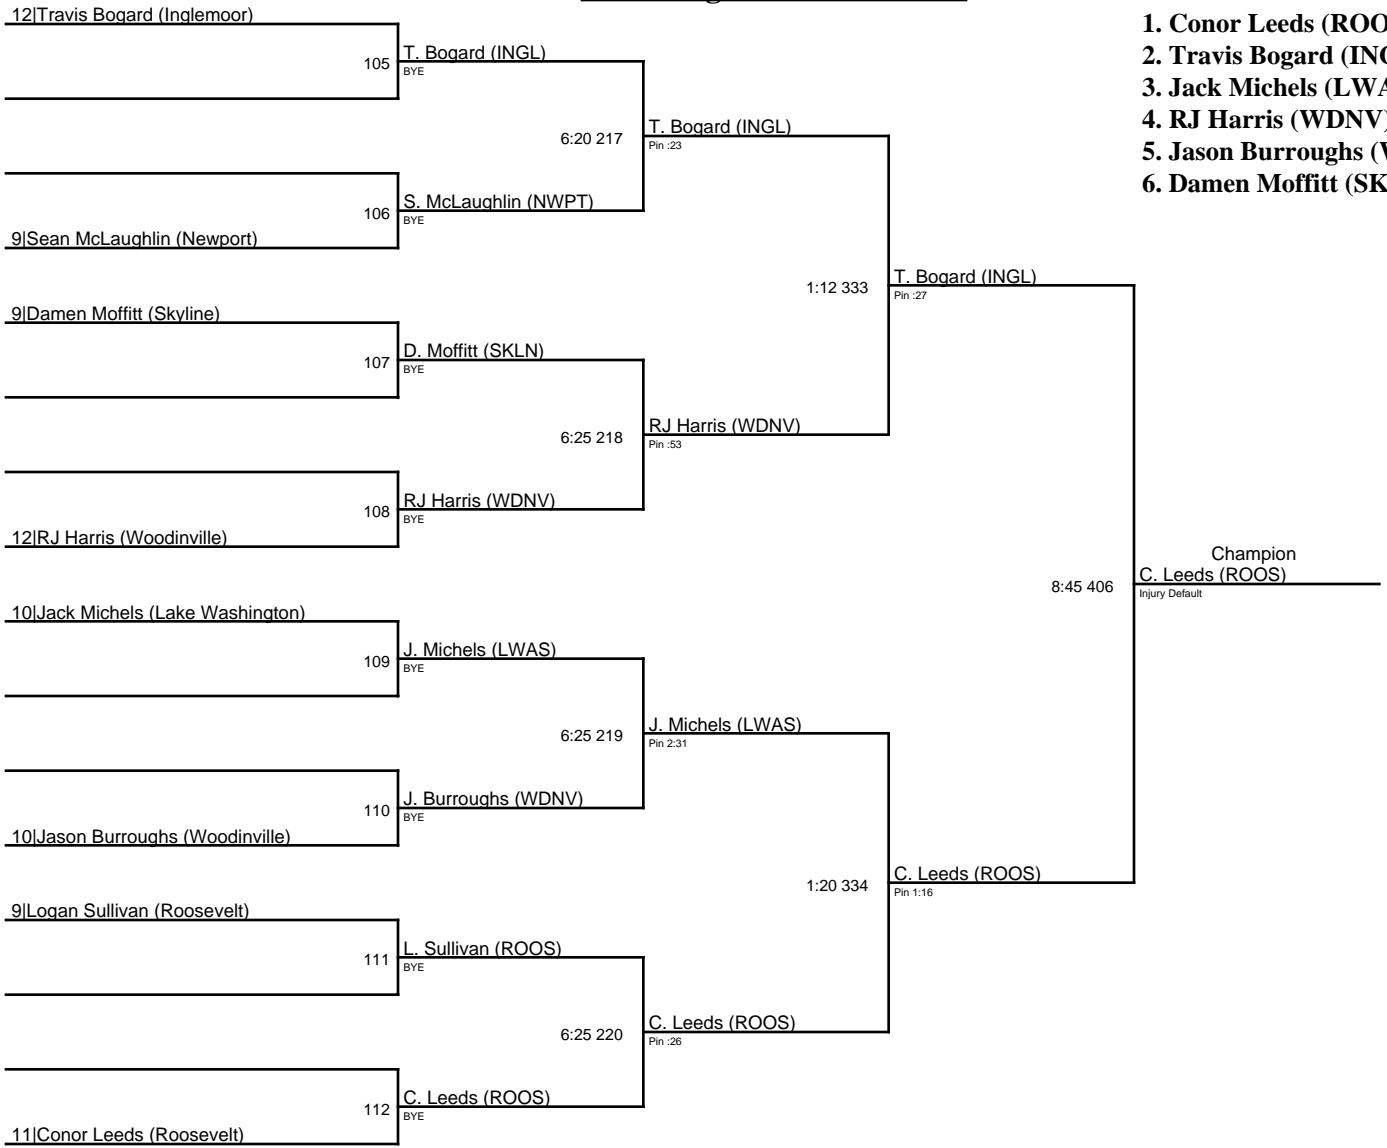 1. Conor Leeds (ROO
2. Travis Bogard (ING
3. Jack Michels (LWA
4. RJ Harris (WDNV)
5. Jason Burroughs (
6. Damen Moffitt (SK
12|Travis Bogard (Inglemoor)
105
T. Bogard (INGL)
BYE
6:20 217
T. Bogard (INGL)
Pin :23
106
S. McLaughlin (NWPT)
BYE
9|Sean McLaughlin (Newport)
1:12 333
T. Bogard (INGL)
Pin :27
9|Damen Moffitt (Skyline)
107
D. Moffitt (SKLN)
BYE
6:25 218
RJ Harris (WDNV)
Pin :53
108
RJ Harris (WDNV)
BYE
12|RJ Harris (Woodinville)
8:45 406
Champion
C. Leeds (ROOS)
Injury Default
10|Jack Michels (Lake Washington)
109
J. Michels (LWAS)
BYE
6:25 219
J. Michels (LWAS)
Pin 2:31
110
J. Burroughs (WDNV)
BYE
10|Jason Burroughs (Woodinville)
1:20 334
C. Leeds (ROOS)
Pin 1:16
9|Logan Sullivan (Roosevelt)
111
L. Sullivan (ROOS)
BYE
6:25 220
C. Leeds (ROOS)
Pin :26
112
C. Leeds (ROOS)
BYE
11|Conor Leeds (Roosevelt)